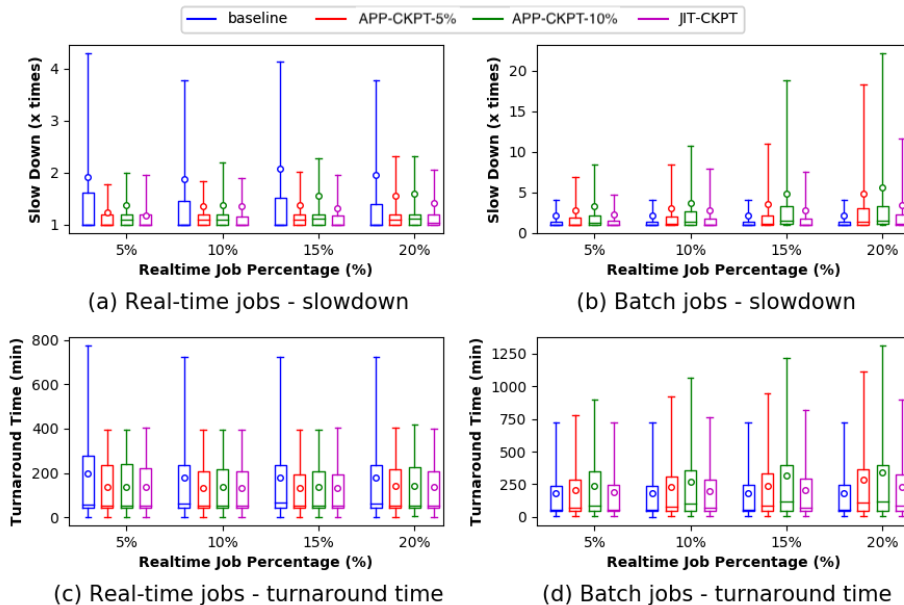 baseline APP-CKPT-5% APP-CKPT-10% JIT-CKPT
Slow Down (x times)
4
3
2
1
5% 10% 15% 20%
Realtime Job Percentage (%)
(a) Real-time jobs - slowdown
Slow Down (x times)
20
15
10
5
0
5% 10% 15% 20%
Realtime Job Percentage (%)
(b) Batch jobs - slowdown
Turnaround Time (min)
800
600
400
200
0
5% 10% 15% 20%
Realtime Job Percentage (%)
(c) Real-time jobs - turnaround time
Turnaround Time (min)
1250
1000
750
500
250
0
5% 10% 15% 20%
Realtime Job Percentage (%)
(d) Batch jobs - turnaround time